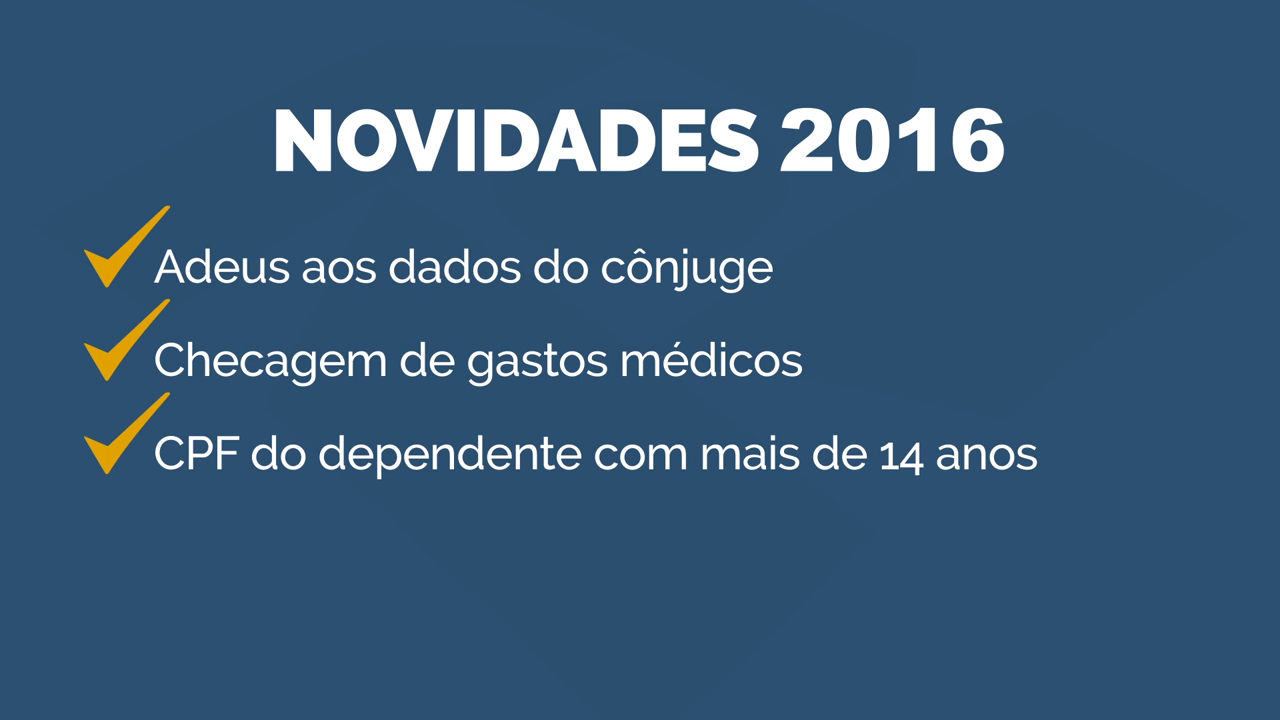 NOVIDADES 2016
Adeus aos dados do cônjuge
Checagem de gastos médicos
CPF do dependente com mais de 14 anos